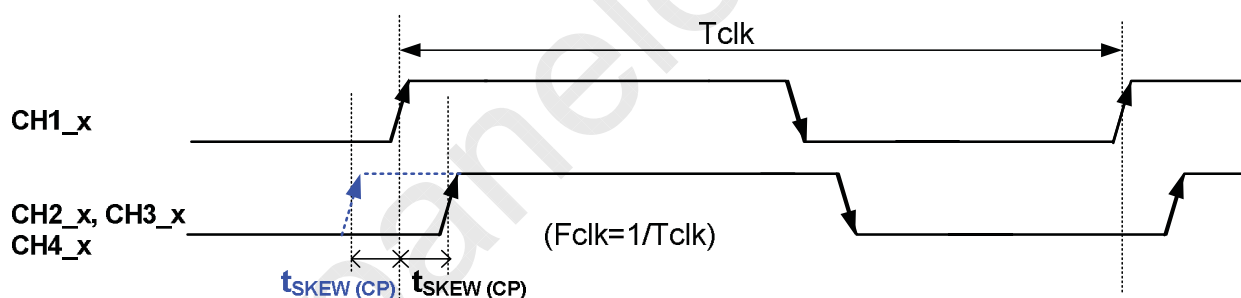 Tclk
CH1_x
CH2_x, CH3_x
CH4_x
(Fclk=1/Tclk)
tSKEW (CP) tSKEW (CP)